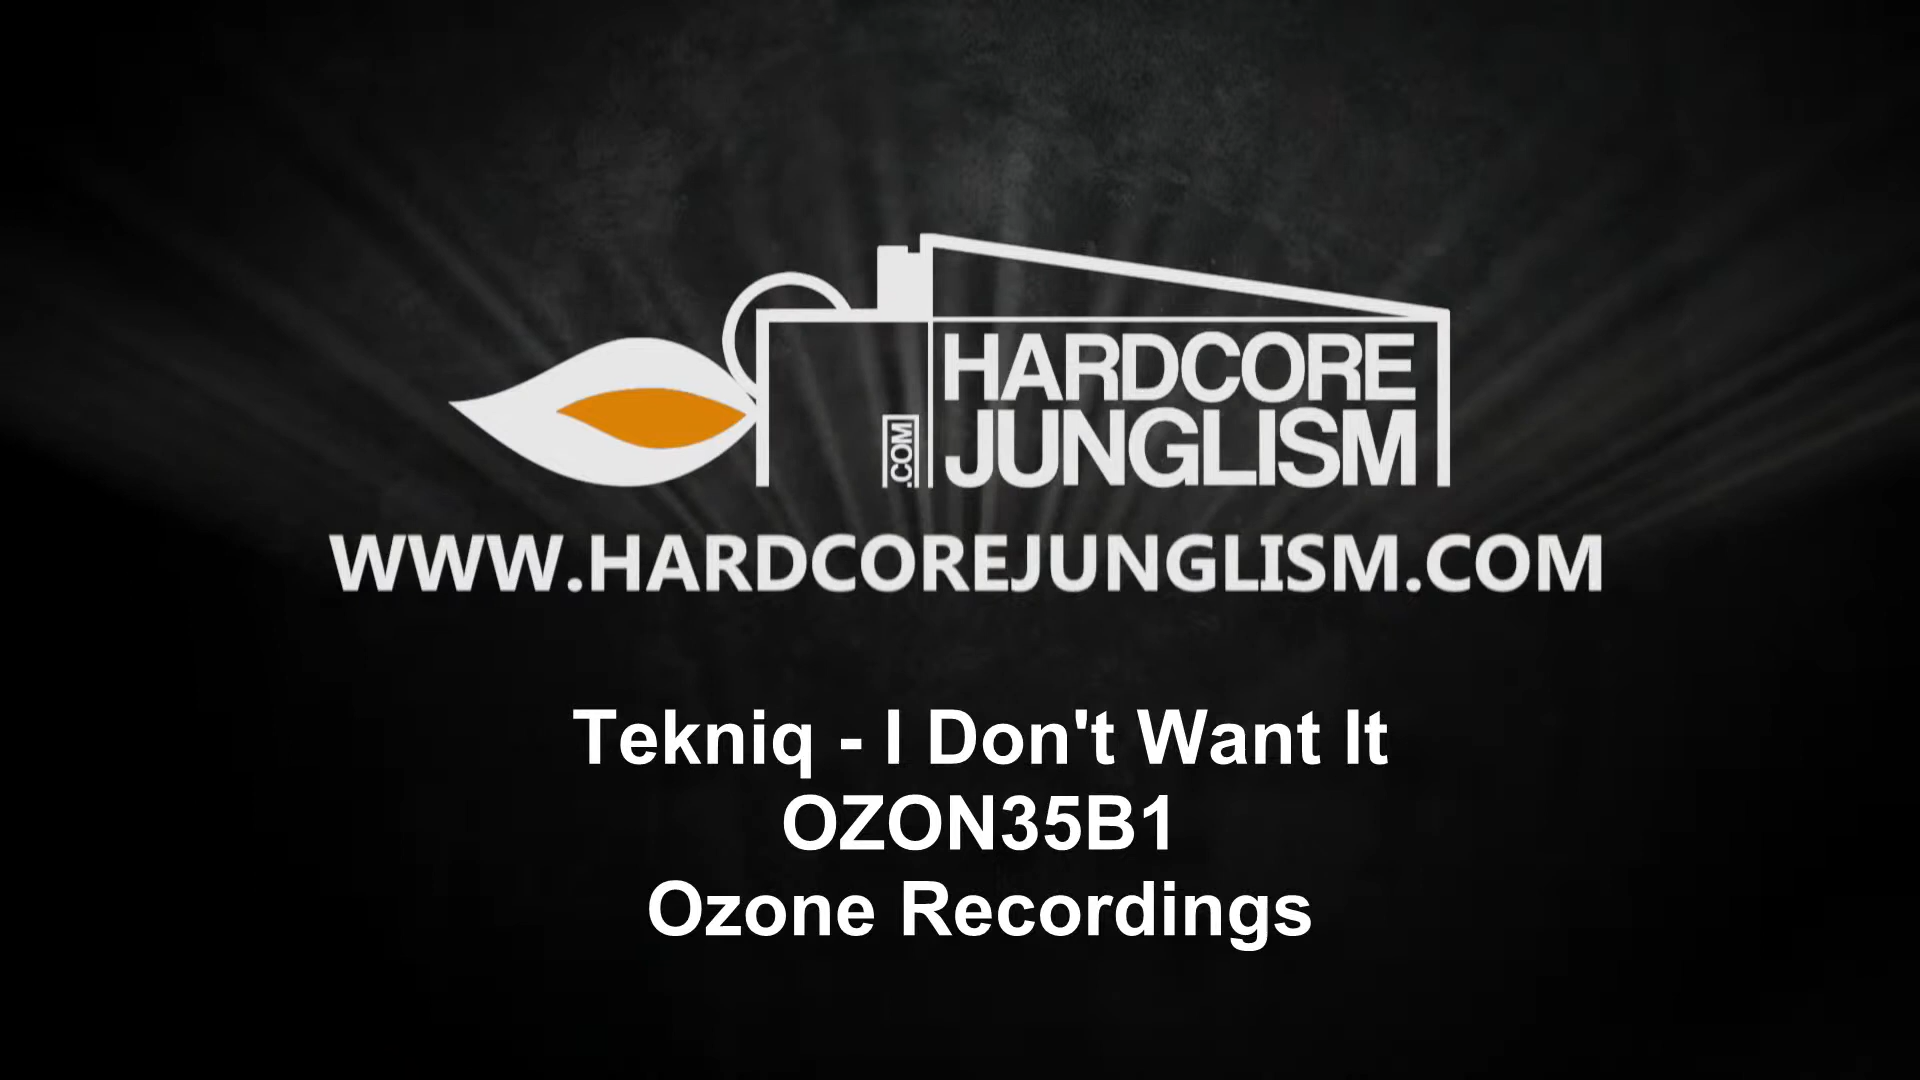 HARDCORE
JUNGLISM
.COM
WWW.HARDCOREJUNGLISM.COM
Tekniq - I Don't Want It
OZON35B1
Ozone Recordings